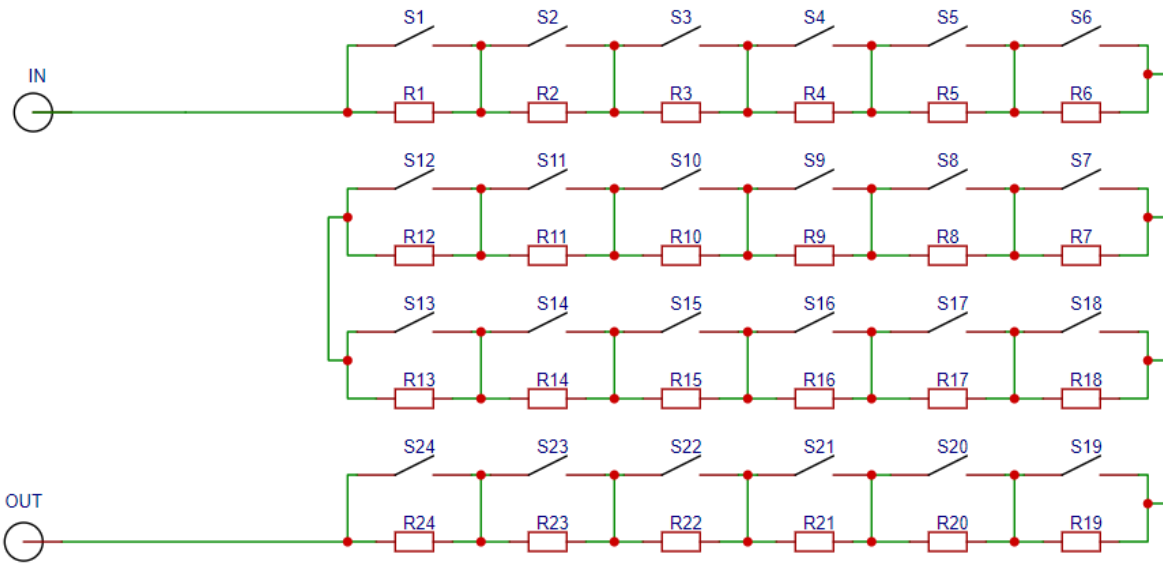 S1 S2 S3 S4 S5 S6
IN
R1 R2 R3 R4 R5 R6
S12 S11 S10 S9 S8 S7
R12 R11 R10 R9 R8 R7
S13 S14 S15 S16 S17 S18
R13 R14 R15 R16 R17 R18
S24 S23 S22 S21 S20 S19
OUT
R24 R23 R22 R21 R20 R19